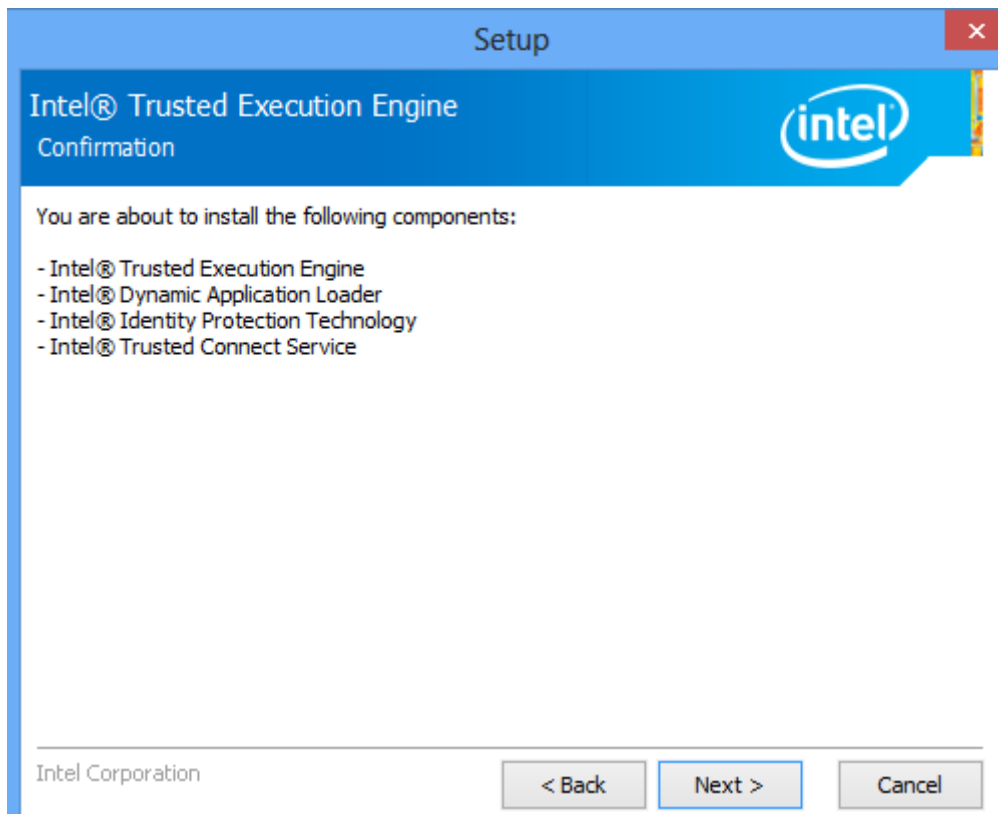 Setup
Intel® Trusted Execution Engine
Confirmation
intel
You are about to install the following components:
- Intel® Trusted Execution Engine
- Intel® Dynamic Application Loader
- Intel® Identity Protection Technology
- Intel® Trusted Connect Service
Intel Corporation
< Back
Next >
Cancel